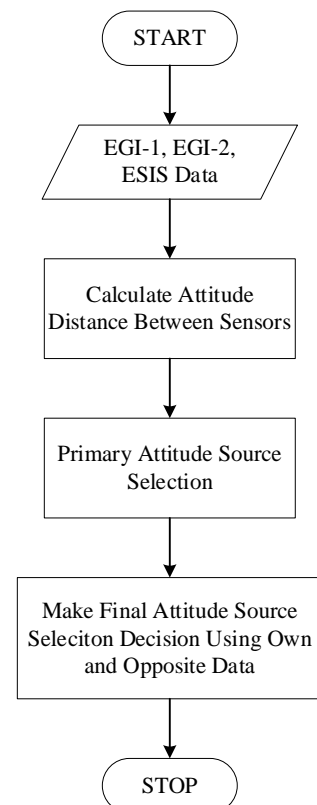 START
EGI-1, EGI-2,
ESIS Data
Calculate Attitude
Distance Between Sensors
Primary Attitude Source
Selection
Make Final Attitude Source
Seleciton Decision Using Own
and Opposite Data
STOP